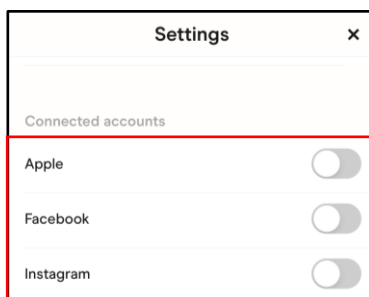 Settings
Connected accounts
Apple
Facebook
Instagram